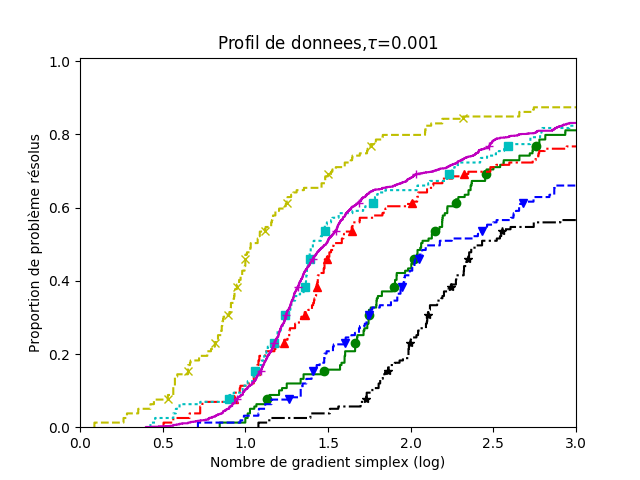 Profil de donnees,τ=0.001
Proportion de problème résolus
1.0
0.8
0.6
0.4
0.2
0.0
0.0 0.5 1.0 1.5 2.0 2.5 3.0
Nombre de gradient simplex (log)